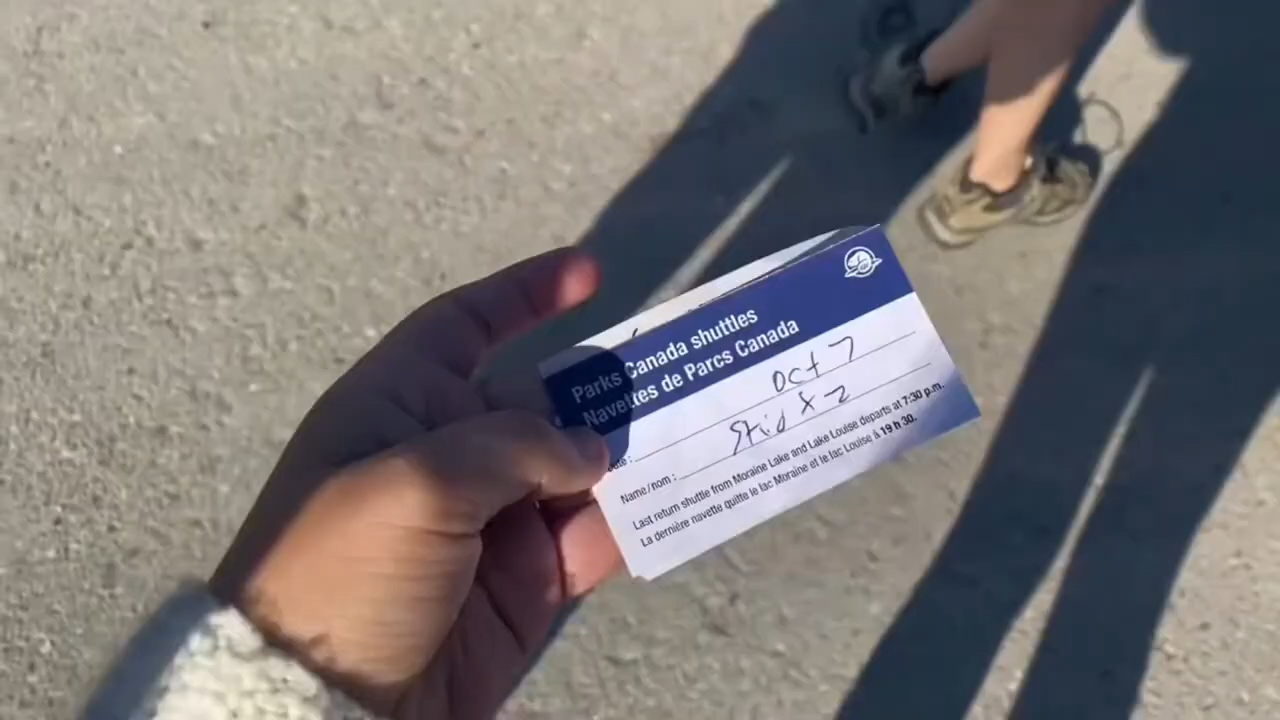 Parks Canada shuttles
Navettes de Parcs Canada
Oct 7
x 2
Name/nom :
Last return shuttle from Moraine Lake and Lake Louise departs at 7:30 p.m.
La dernière navette quitte le lac Moraine et le lac Louise à 19 h 30.